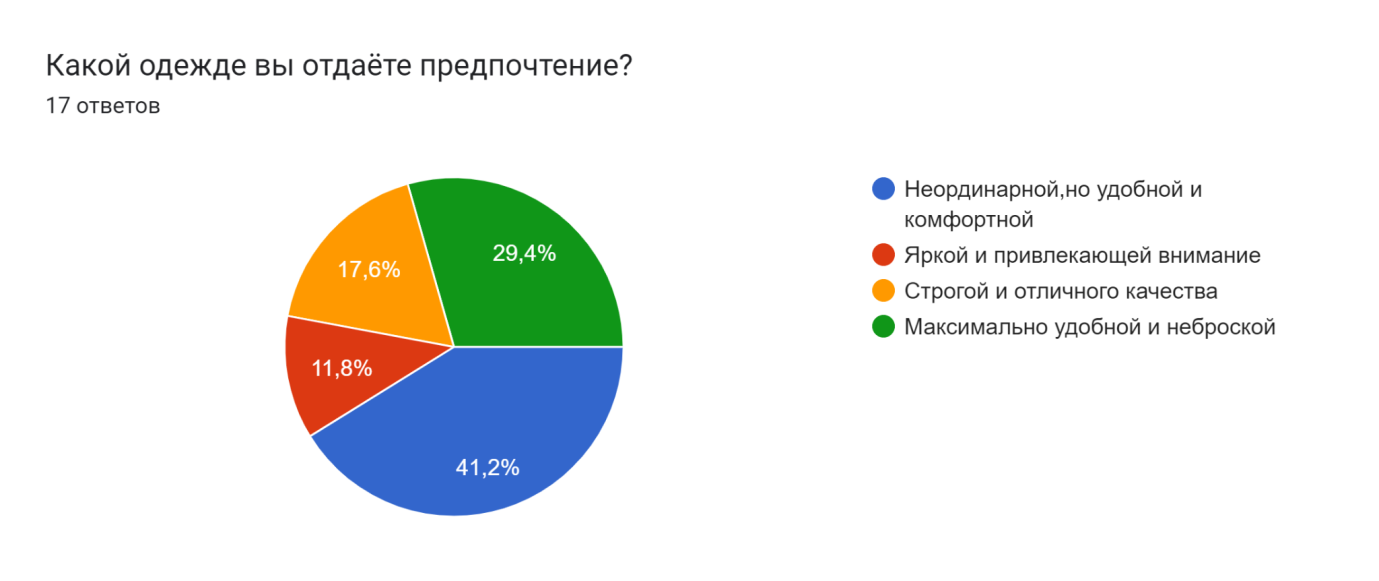 Какой одежде вы отдаёте предпочтение?
17 ответов
29,4%
17,6%
11,8%
41,2%
Неординарной,но удобной и
комфортной
Яркой и привлекающей внимание
Строгой и отличного качества
Максимально удобной и неброской